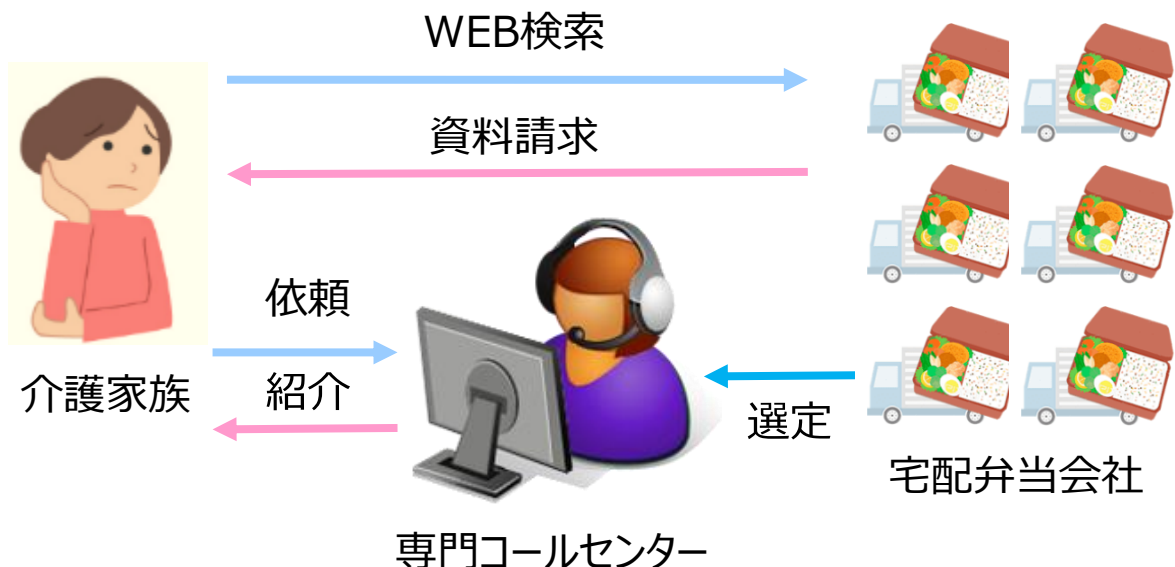 WEB検索
資料請求
依頼
紹介
介護家族
選定
宅配弁当会社
専門コールセンター